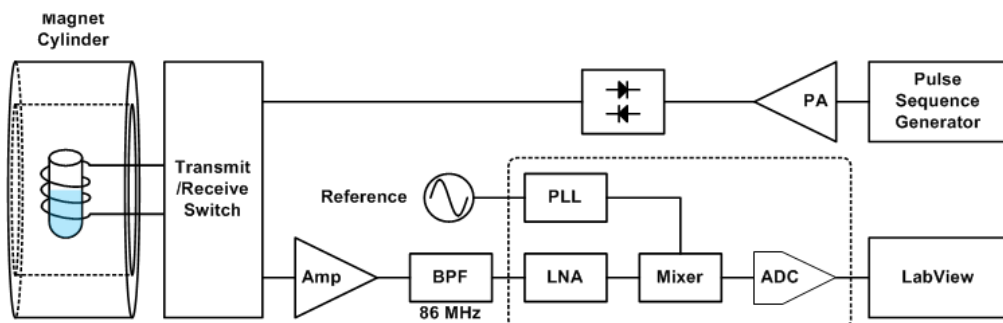 Magnet
Cylinder
Transmit
/Receive
Switch
PA
Pulse
Sequence
Generator
Reference
PLL
Amp
BPF
86 MHz
LNA
Mixer
ADC
LabView